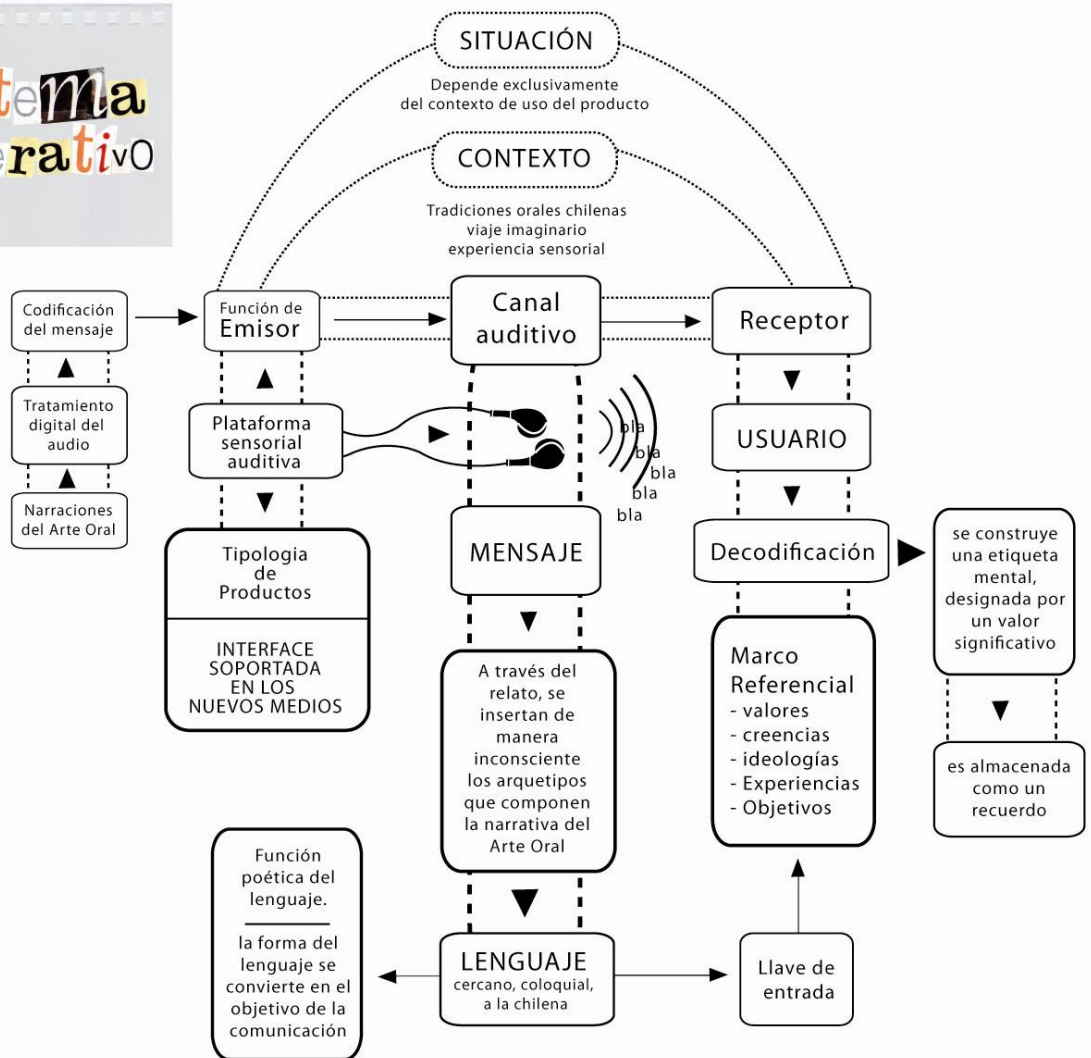 SITUACIÓN
Depende exclusivamente
del contexto de uso del producto
CONTEXTO
Tradiciones orales chilenas
viaje imaginario
experiencia sensorial
Codificación
del mensaje
Tratamiento
digital del
audio
Narraciones
del Arte Oral
Función de
Emisor
Plataforma
sensorial
auditiva
Tipologia
de
Productos
INTERFACE
SOPORTADA
EN LOS
NUEVOS MEDIOS
Canal
auditivo
bla
bla
bla
bla
bla
MENSAJE
A través del
relato, se
insertan de
manera
inconsciente
los arquetipos
que componen
la narrativa del
Arte Oral
LENGUAJE
cercano, coloquial,
a la chilena
Función
poética del
lenguaje.
la forma del
lenguaje se
convierte en el
objetivo de la
comunicación
Llave de
entrada
Receptor
USUARIO
Decodificación
Marco
Referencial
- valores
- creencias
- ideologías
- Experiencias
- Objetivos
se construye
una etiqueta
mental,
designada por
un valor
significativo
es almacenada
como un
recuerdo